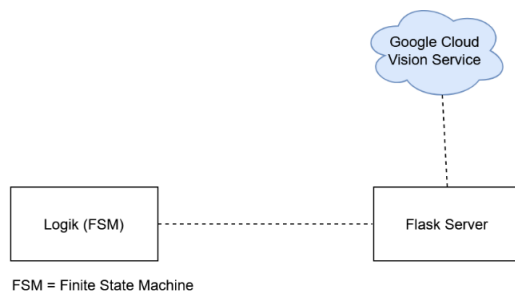 Google Cloud
Vision Service
Logik (FSM)
Flask Server
FSM = Finite State Machine